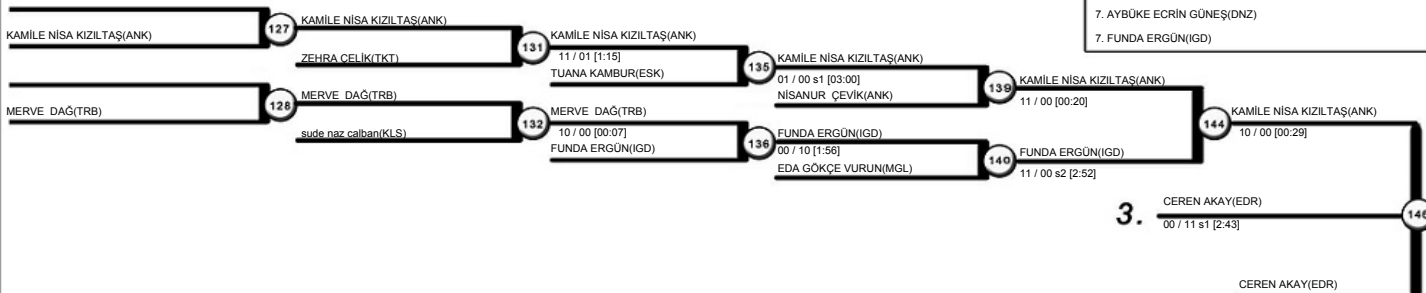 7. AYBÜKE ECRİN GÜNEŞ(DNZ)
7. FUNDA ERGÜN(IGD)
KAMİLE NİSA KIZILTAŞ(ANK)
127
KAMİLE NİSA KIZILTAŞ(ANK)
ZEHRA ÇELİK(TKT)
131
KAMİLE NİSA KIZILTAŞ(ANK)
11 / 01 [1:15]
TUANA KAMBUR(ESK)
135
KAMİLE NİSA KIZILTAŞ(ANK)
01 / 00 s1 [03:00]
NİSANUR ÇEVİK(ANK)
139
KAMİLE NİSA KIZILTAŞ(ANK)
11 / 00 [00:20]
144
KAMİLE NİSA KIZILTAŞ(ANK)
10 / 00 [00:29]
MERVE DAĞ(TRB)
128
MERVE DAĞ(TRB)
sude naz calban(KLS)
132
MERVE DAĞ(TRB)
10 / 00 [00:07]
FUNDA ERGÜN(IGD)
136
FUNDA ERGÜN(IGD)
00 / 10 [1:56]
EDA GÖKÇE VURUN(MGL)
140
FUNDA ERGÜN(IGD)
11 / 00 s2 [2:52]
3.
CEREN AKAY(EDR)
00 / 11 s1 [2:43]
146
CEREN AKAY(EDR)